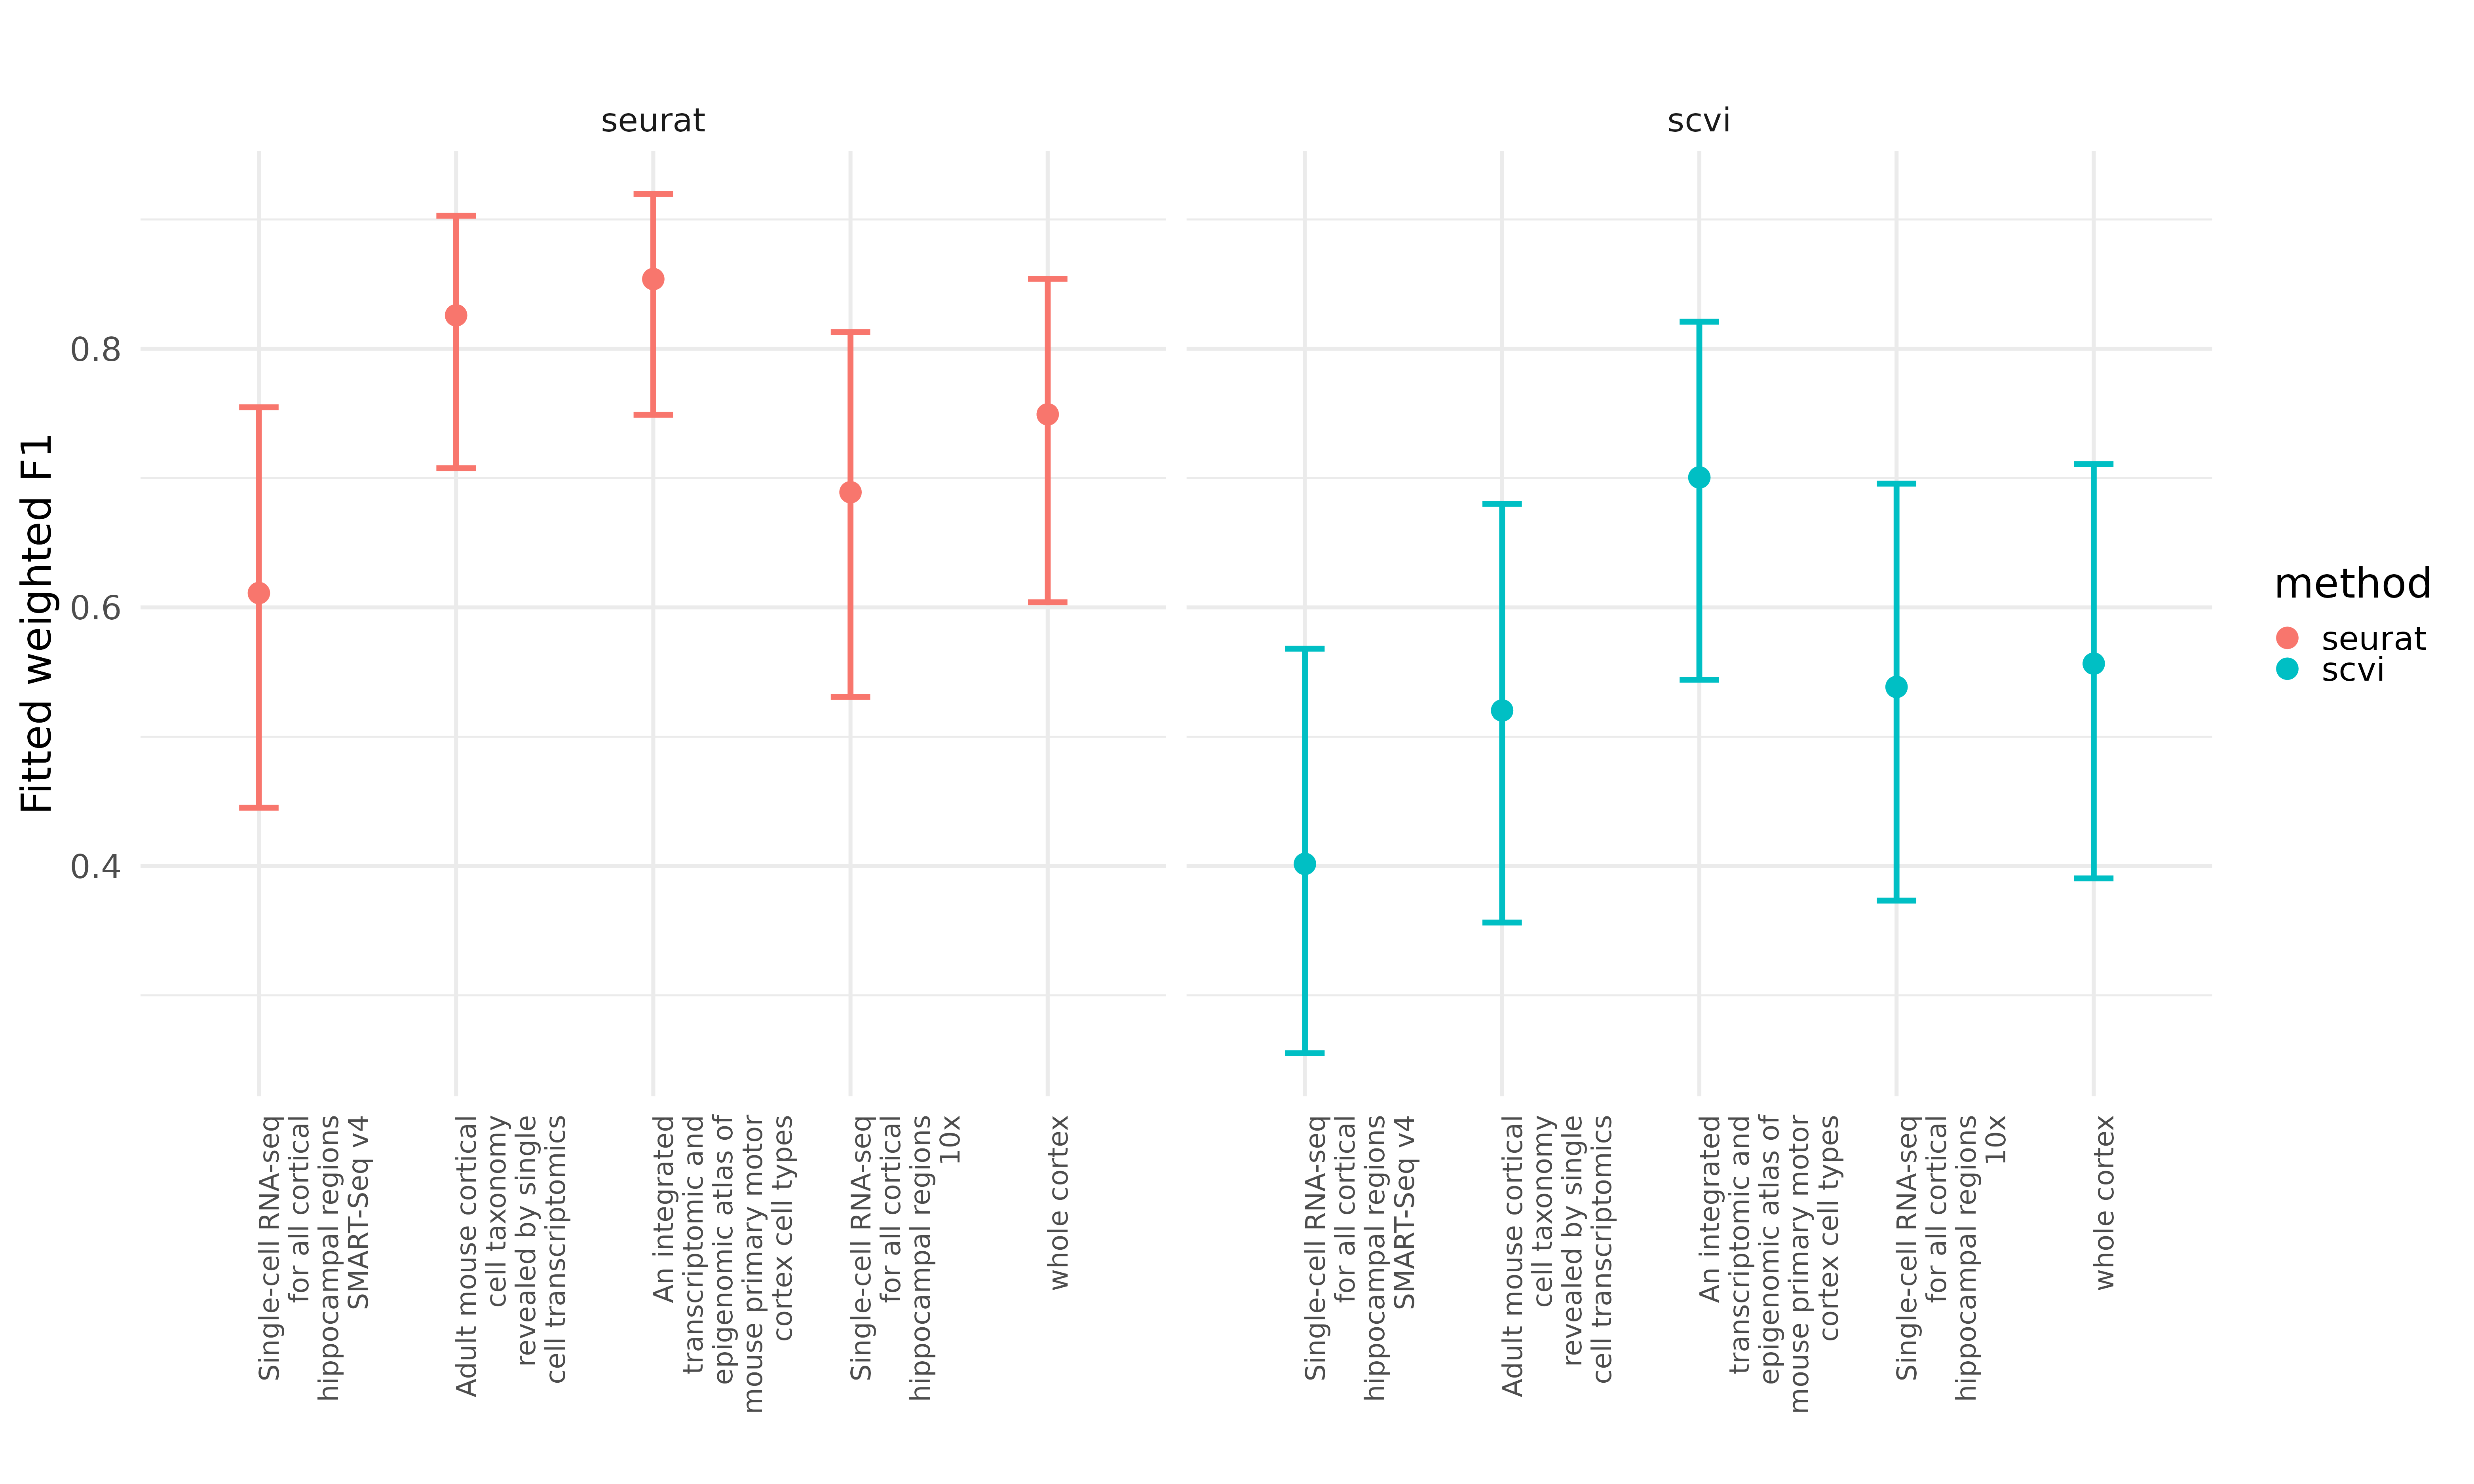 seurat
scvi
Fitted weighted F1
0.8
0.6
0.4
Single-cell RNA-seq
for all cortical
hippocampal regions
SMART-Seq v4
Adult mouse cortical
cell taxonomy
revealed by single
cell transcriptomics
An integrated
transcriptomic and
epigenomic atlas of
mouse primary motor
cortex cell types
Single-cell RNA-seq
for all cortical
hippocampal regions
10x
whole cortex
Single-cell RNA-seq
for all cortical
hippocampal regions
SMART-Seq v4
Adult mouse cortical
cell taxonomy
revealed by single
cell transcriptomics
An integrated
transcriptomic and
epigenomic atlas of
mouse primary motor
cortex cell types
Single-cell RNA-seq
for all cortical
hippocampal regions
10x
whole cortex
method
seurat
scvi